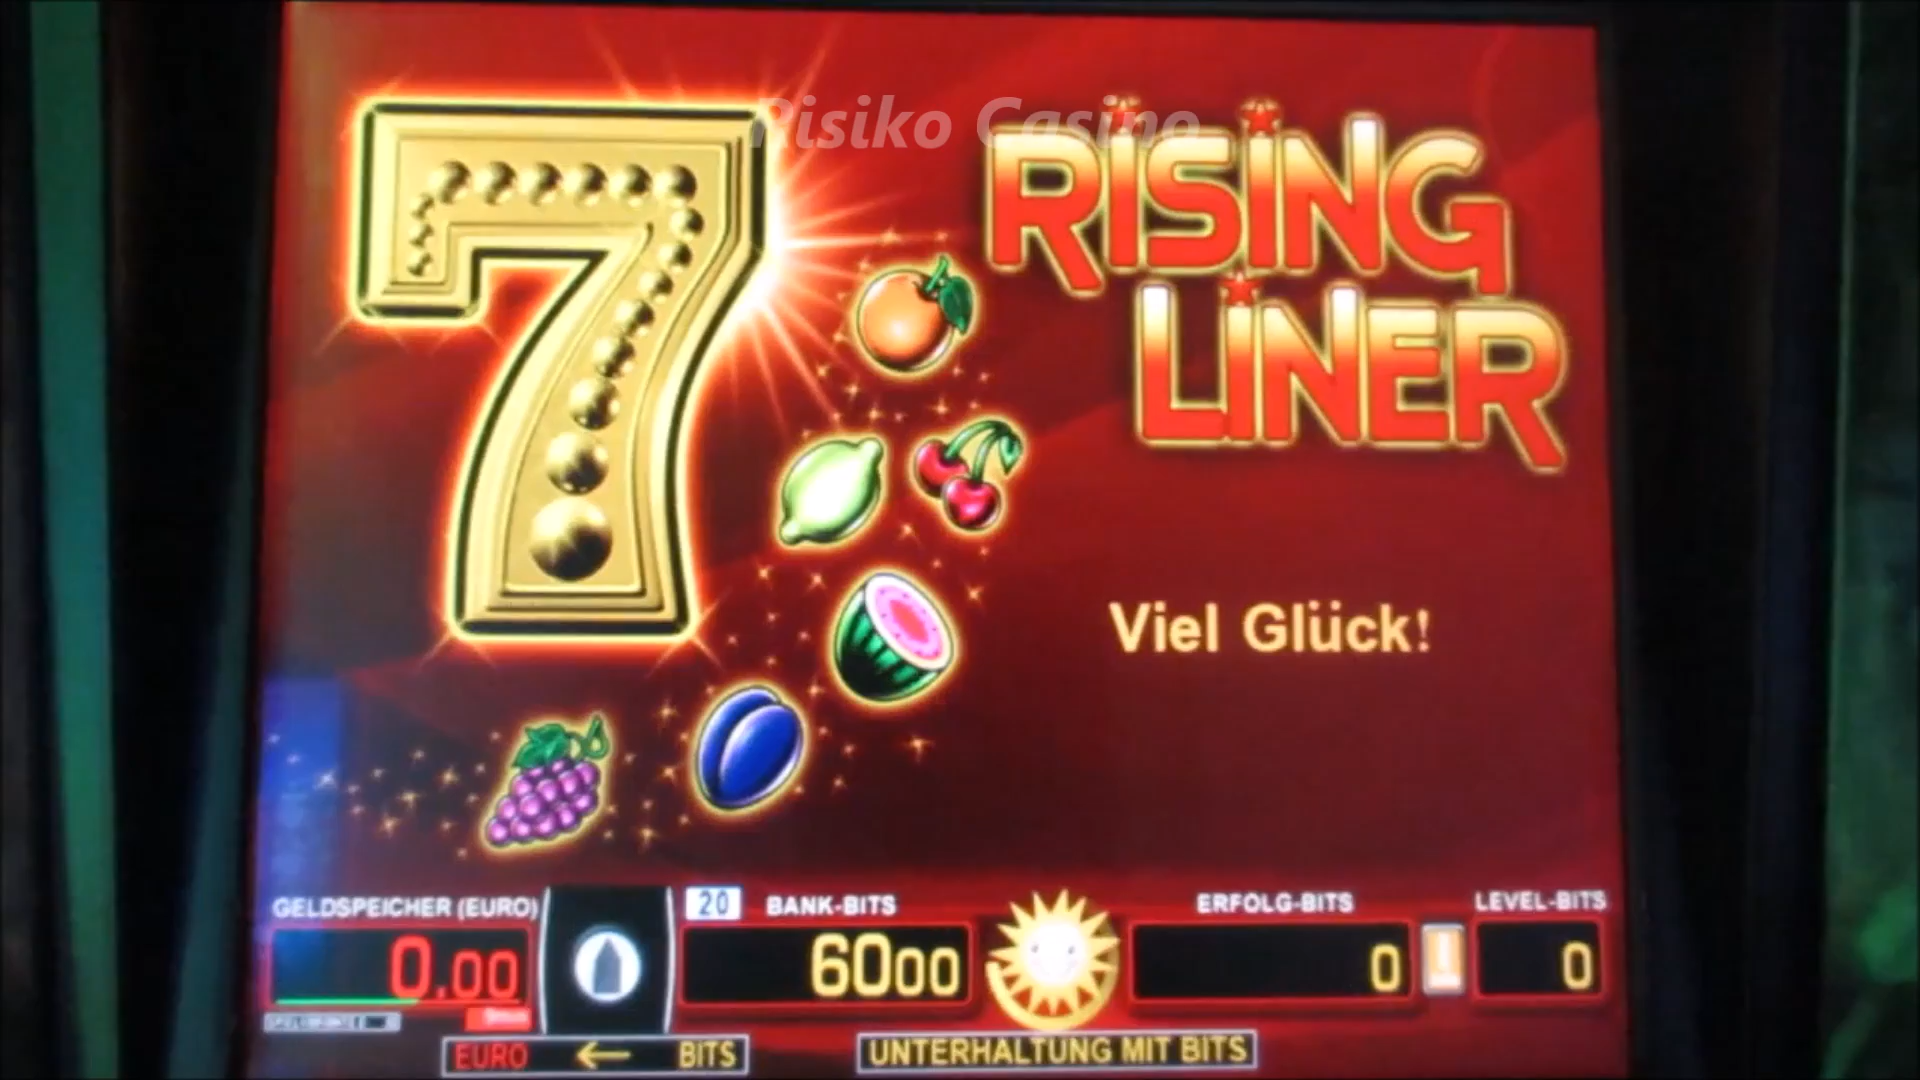 Risiko Casino
7
RISING
LINER
Viel Glück!
GELDSPEICHER (EURO)
20
BANK-BITS
ERFOLG-BITS
LEVEL-BITS
0.00
6000
0
0
EURO ← BITS
UNTERHALTUNG MIT BITS